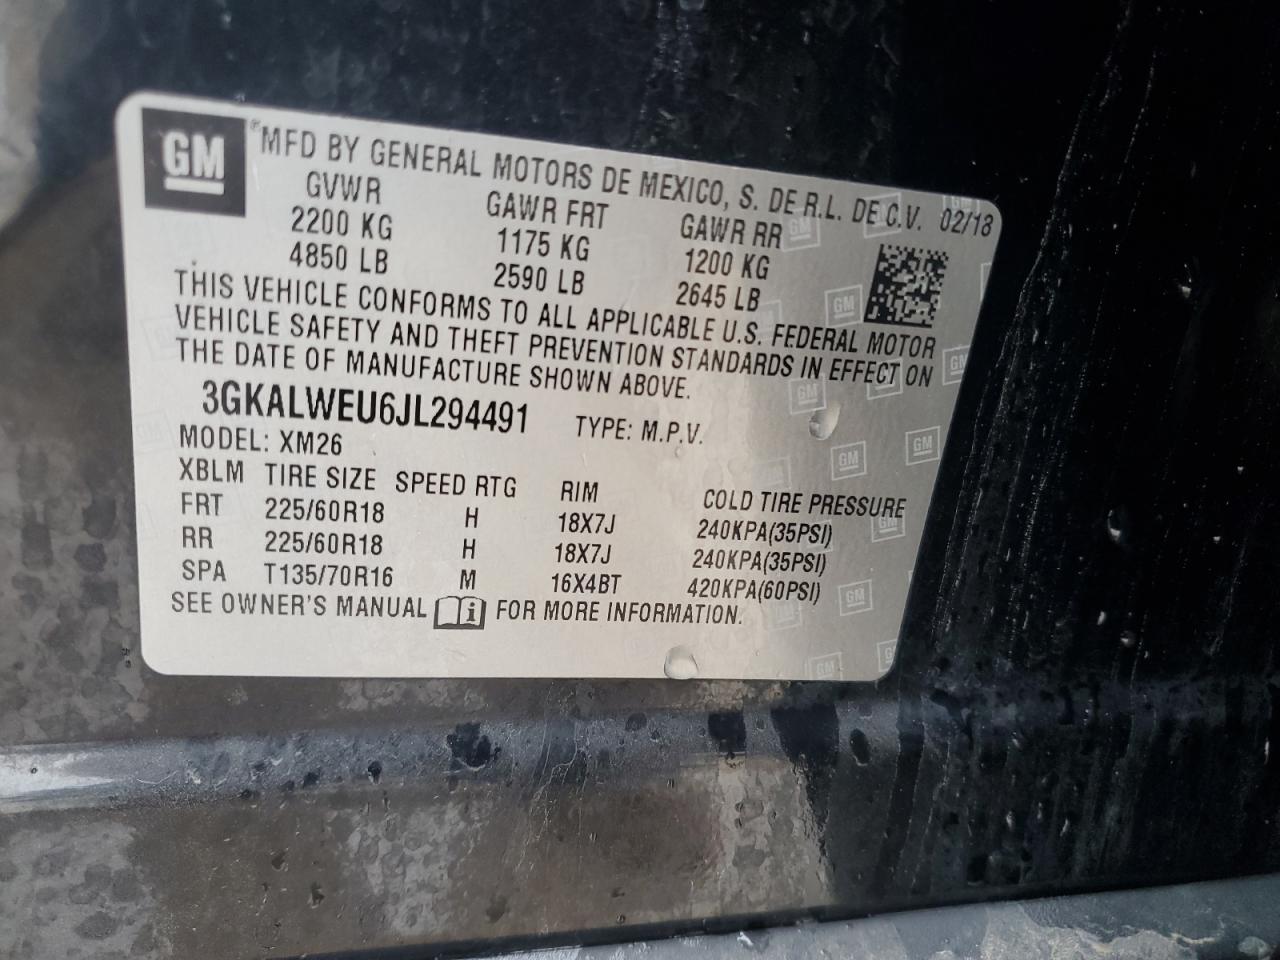 GM ®MFD BY GENERAL MOTORS DE MEXICO, S. DE R.L. DE C.V. 02/18
GVWR GAWR FRT GAWR RR
2200 KG 1175 KG 1200 KG
4850 LB 2590 LB 2645 LB
THIS VEHICLE CONFORMS TO ALL APPLICABLE U.S. FEDERAL MOTOR
VEHICLE SAFETY AND THEFT PREVENTION STANDARDS IN EFFECT ON
THE DATE OF MANUFACTURE SHOWN ABOVE.
3GKALWEU6JL294491 TYPE: M.P.V.
MODEL: XM26
XBLM TIRE SIZE SPEED RTG RIM COLD TIRE PRESSURE
FRT 225/60R18 H 18X7J 240KPA(35PSI)
RR 225/60R18 H 18X7J 240KPA(35PSI)
SPA T135/70R16 M 16X4BT 420KPA(60PSI)
SEE OWNER'S MANUAL i FOR MORE INFORMATION.